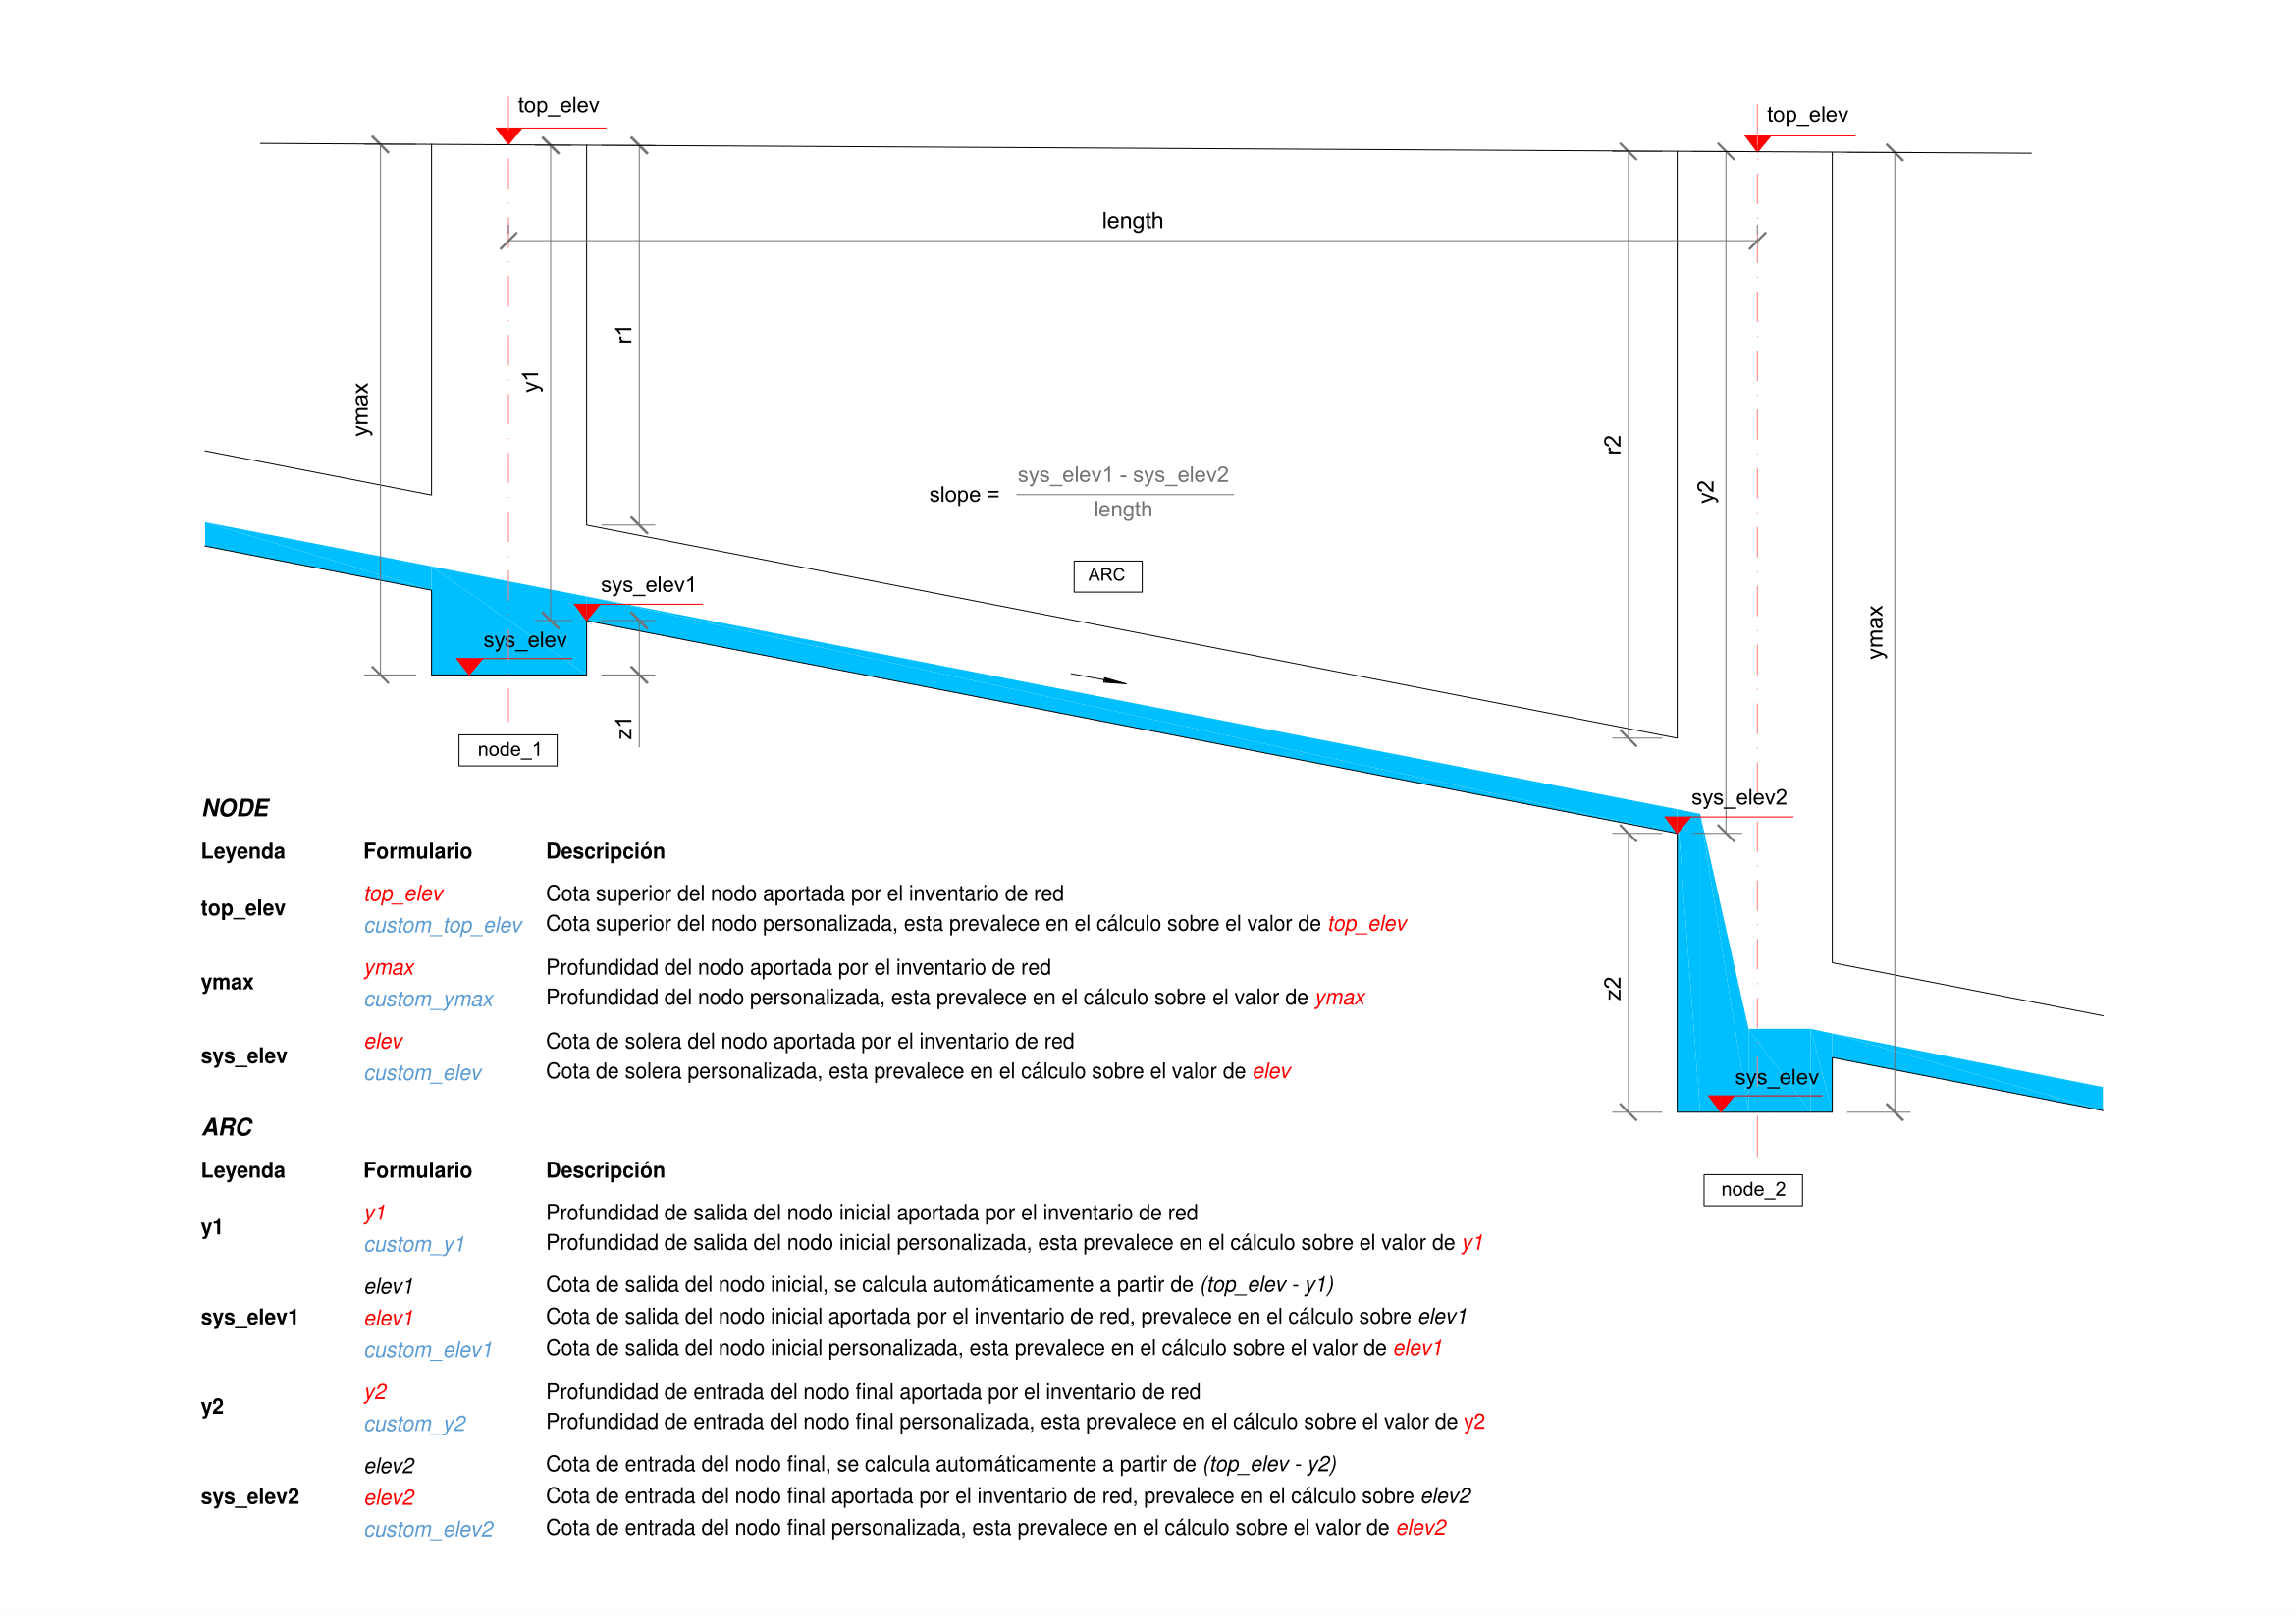 top_elev
top_elev
length
r1
y1
ymax
r2
y2
slope = sys_elev1 - sys_elev2
length
ARC
sys_elev1
sys_elev
ymax
z1
node_1
sys_elev2
z2
sys_elev
node_2
NODE
Leyenda Formulario Descripción
top_elev
top_elev Cota superior del nodo aportada por el inventario de red
custom_top_elev Cota superior del nodo personalizada, esta prevalece en el cálculo sobre el valor de top_elev
ymax
ymax Profundidad del nodo aportada por el inventario de red
custom_ymax Profundidad del nodo personalizada, esta prevalece en el cálculo sobre el valor de ymax
sys_elev
elev Cota de solera del nodo aportada por el inventario de red
custom_elev Cota de solera personalizada, esta prevalece en el cálculo sobre el valor de elev
ARC
Leyenda Formulario Descripción
y1
y1 Profundidad de salida del nodo inicial aportada por el inventario de red
custom_y1 Profundidad de salida del nodo inicial personalizada, esta prevalece en el cálculo sobre el valor de y1
elev1 Cota de salida del nodo inicial, se calcula automáticamente a partir de (top_elev - y1)
sys_elev1 elev1 Cota de salida del nodo inicial aportada por el inventario de red, prevalece en el cálculo sobre elev1
custom_elev1 Cota de salida del nodo inicial personalizada, esta prevalece en el cálculo sobre el valor de elev1
y2
y2 Profundidad de entrada del nodo final aportada por el inventario de red
custom_y2 Profundidad de entrada del nodo final personalizada, esta prevalece en el cálculo sobre el valor de y2
elev2 Cota de entrada del nodo final, se calcula automáticamente a partir de (top_elev - y2)
sys_elev2 elev2 Cota de entrada del nodo final aportada por el inventario de red, prevalece en el cálculo sobre elev2
custom_elev2 Cota de entrada del nodo final personalizada, esta prevalece en el cálculo sobre el valor de elev2